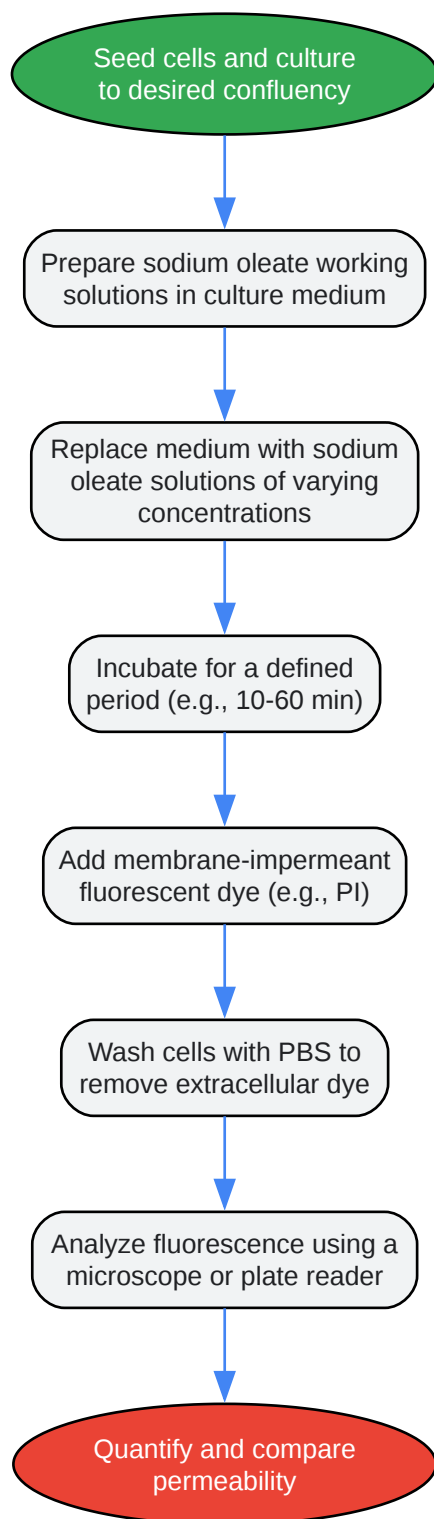 Seed cells and culture
to desired confluency
Prepare sodium oleate working
solutions in culture medium
Replace medium with sodium
oleate solutions of varying
concentrations
Incubate for a defined
period (e.g., 10-60 min)
Add membrane-impermeant
fluorescent dye (e.g., PI)
Wash cells with PBS to
remove extracellular dye
Analyze fluorescence using a
microscope or plate reader
Quantify and compare
permeability